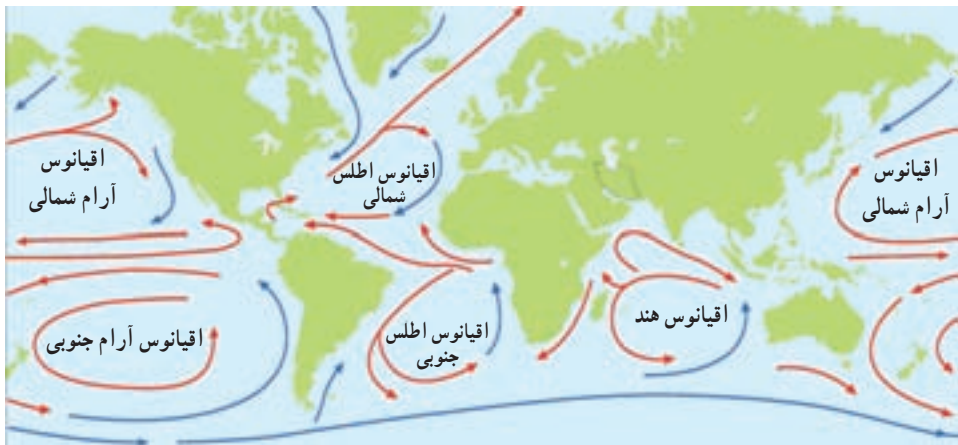 اقیانوس
آرام شمالی
اقیانوس اطلس
شمالی
اقیانوس
آرام شمالی
اقیانوس آرام جنوبی
اقیانوس اطلس
جنوبی
اقیانوس هند